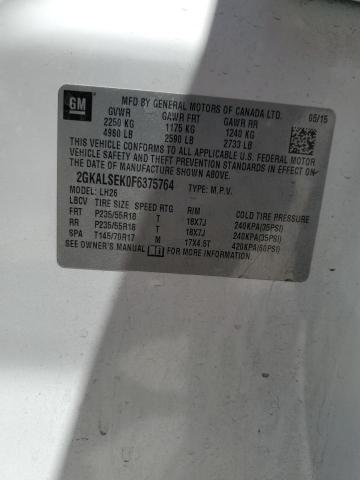 GM
MFD BY GENERAL MOTORS OF CANADA LTD.
GVWR GAWR FRT GAWR RR 05/15
2250 KG 1175 KG 1240 KG
4960 LB 2590 LB 2733 LB
THIS VEHICLE CONFORMS TO ALL APPLICABLE U.S. FEDERAL MOTOR
VEHICLE SAFETY AND THEFT PREVENTION STANDARDS IN EFFECT
ON THE DATE OF MANUFACTURE SHOWN ABOVE.
2GKALSEK0F6375764 TYPE: M.P.V.
MODEL: LH26
LBCV TIRE SIZE SPEED RTG RIM COLD TIRE PRESSURE
FRT P235/55R18 T 18X7J 240KPA(35PSI)
RR P235/55R18 T 18X7J 240KPA(35PSI)
SPA T145/70R17 M 17X4.5T 420KPA(60PSI)
SEE OWNER'S MANUAL FOR MORE INFORMATION.